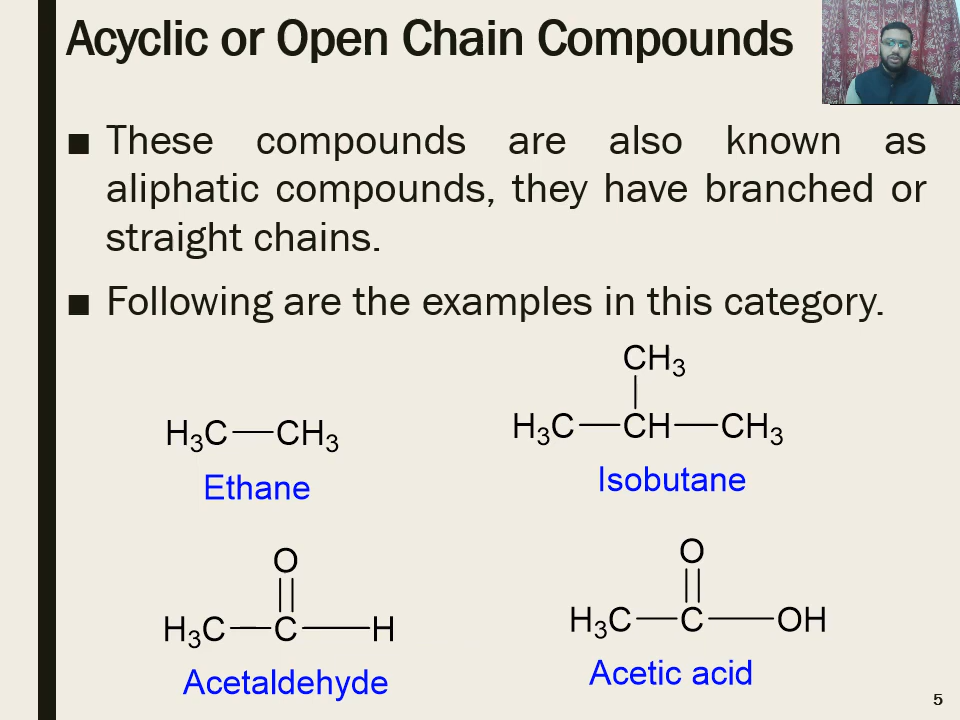 Acyclic or Open Chain Compounds
■ These compounds are also known as
aliphatic compounds, they have branched or
straight chains.
■ Following are the examples in this category.
CH₃
H₃C—CH—CH₃
H₃C—CH₃
Isobutane
Ethane
O
H₃C—C—H
Acetaldehyde
O
H₃C—C—OH
Acetic acid
5